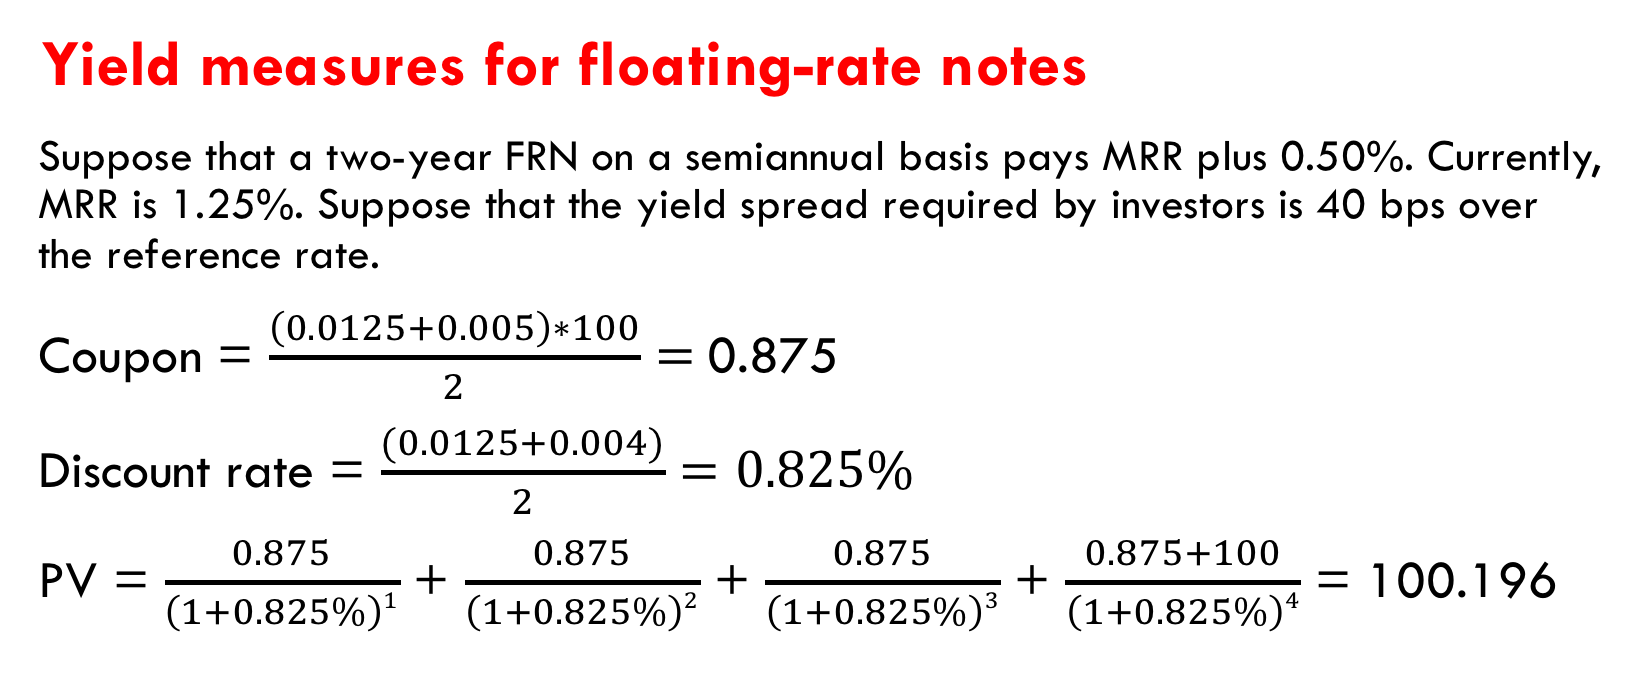 Yield measures for floating-rate notes
Suppose that a two-year FRN on a semiannual basis pays MRR plus 0.50%. Currently,
MRR is 1.25%. Suppose that the yield spread required by investors is 40 bps over
the reference rate.
Coupon = (0.0125+0.005)*100 / 2 = 0.875
Discount rate = (0.0125+0.004) / 2 = 0.825%
PV = 0.875 / (1+0.825%)¹ + 0.875 / (1+0.825%)² + 0.875 / (1+0.825%)³ + 0.875+100 / (1+0.825%)⁴ = 100.196